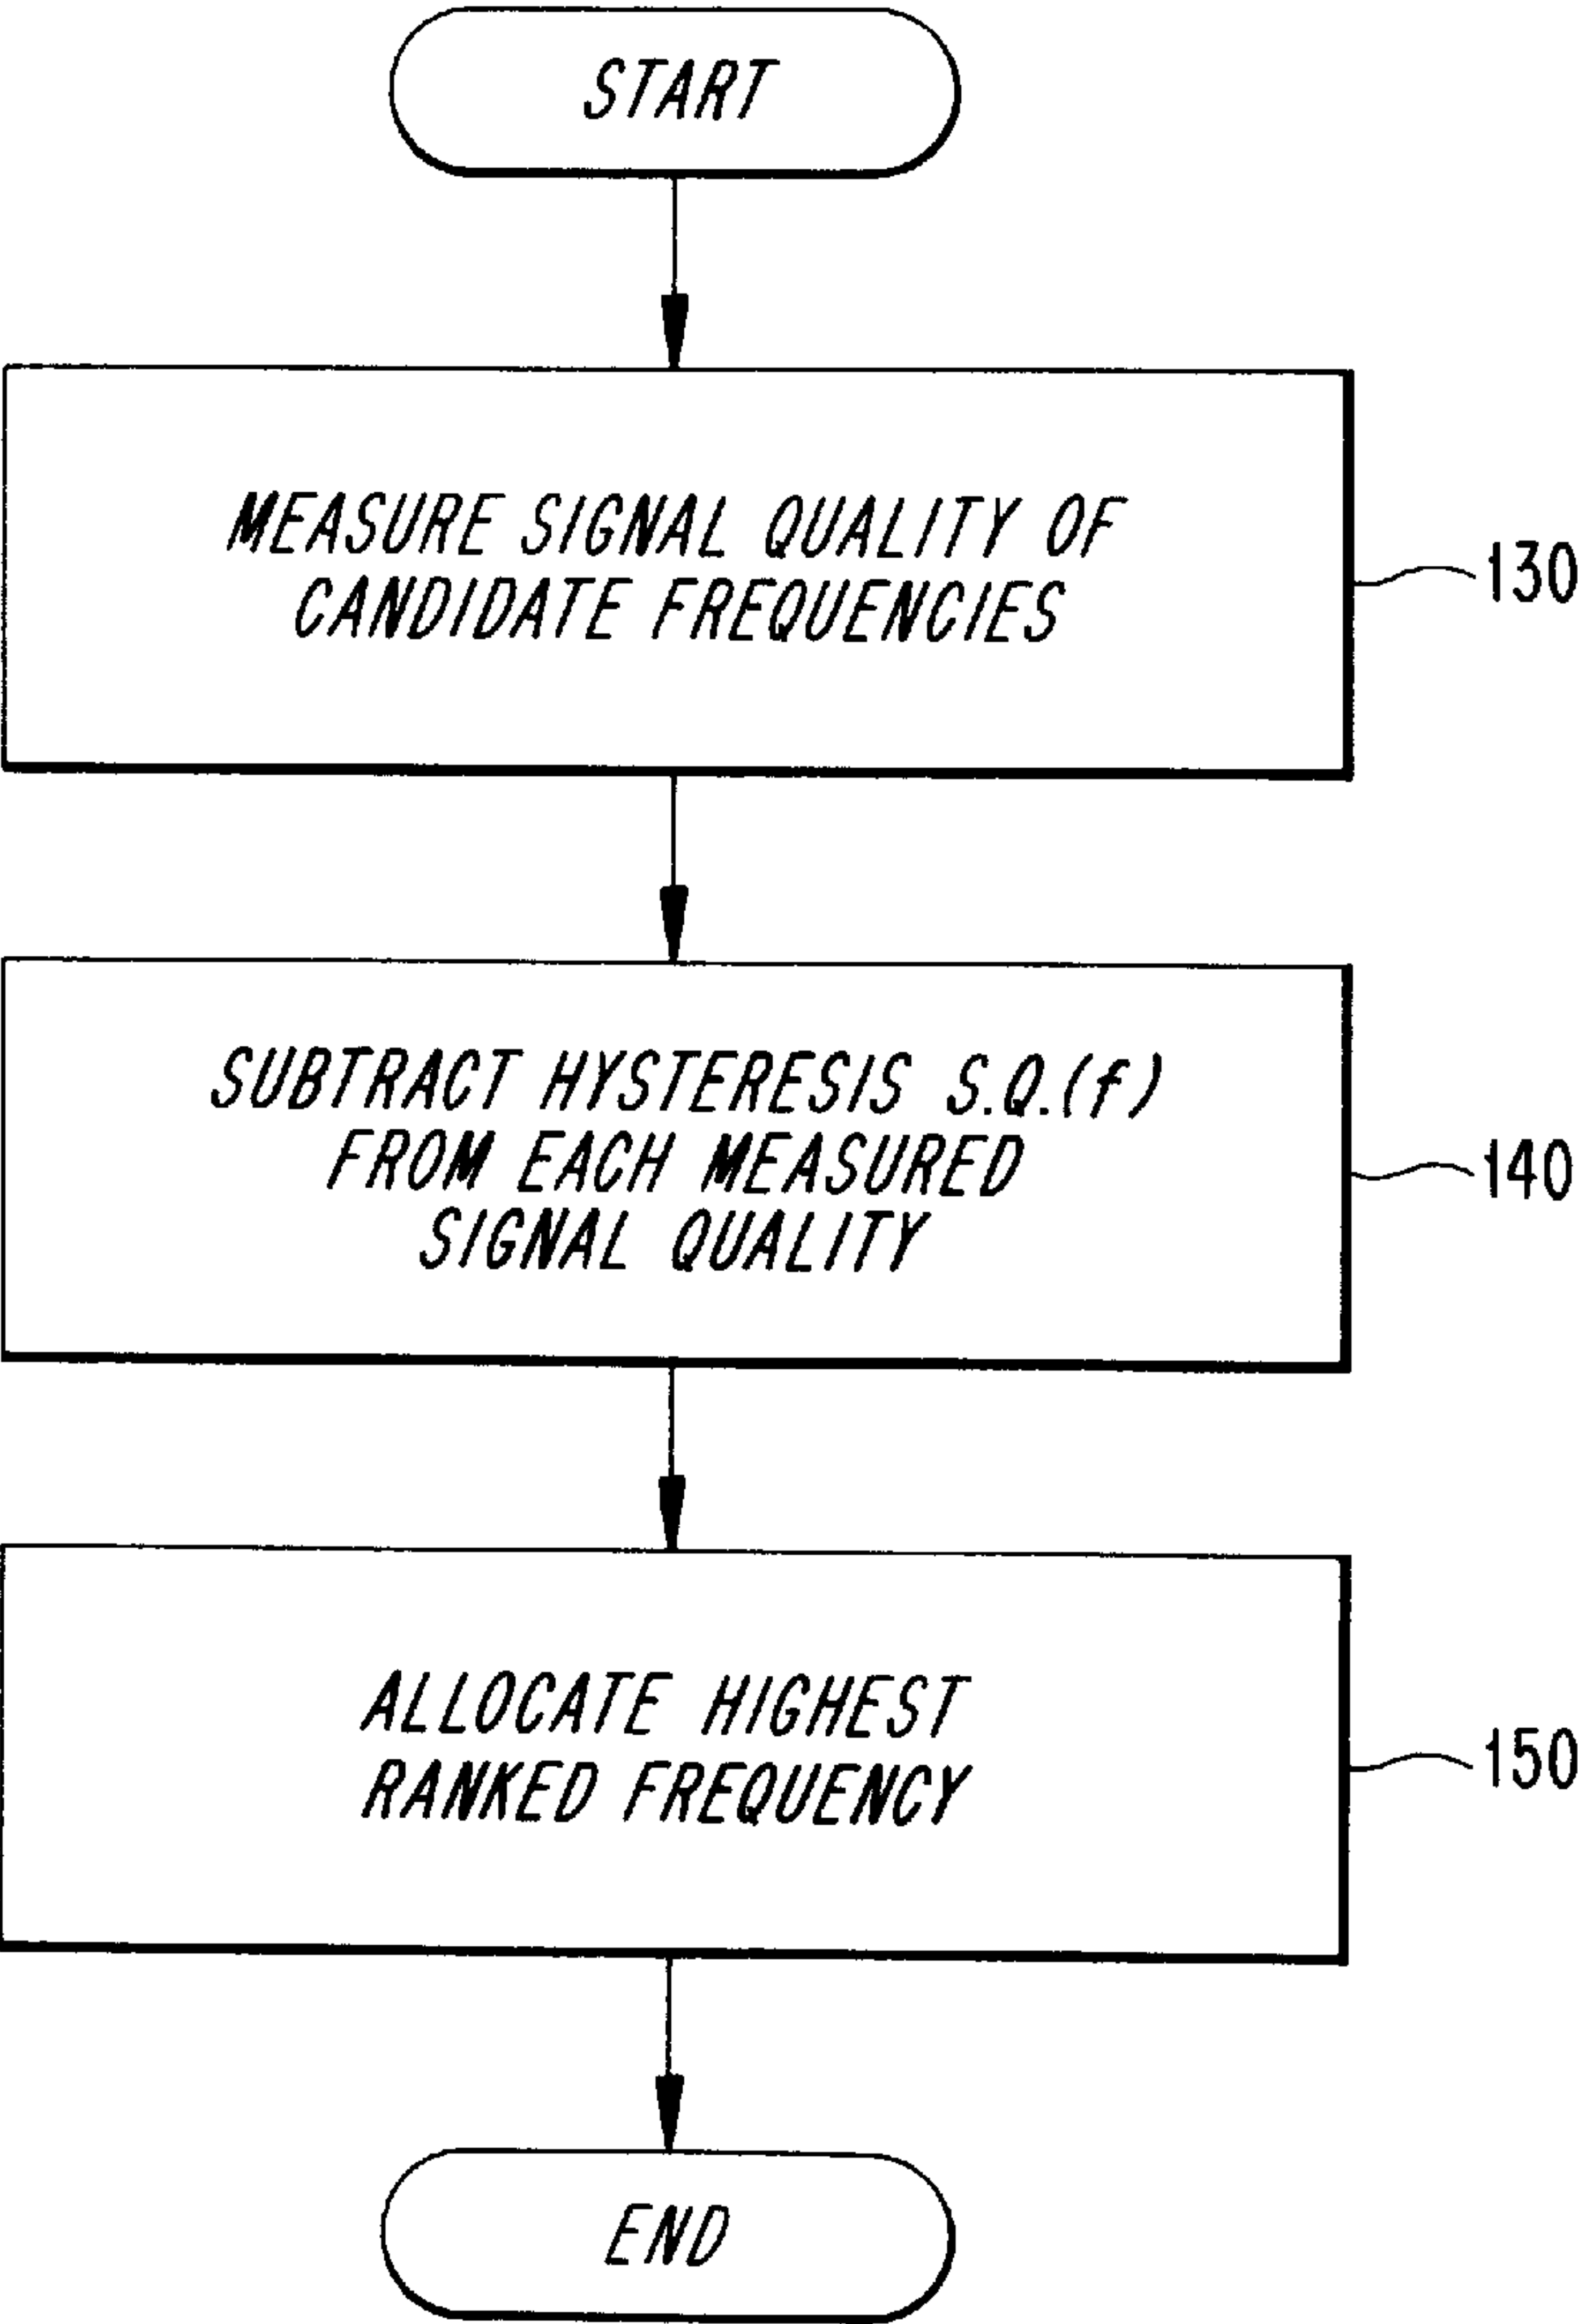 START
MEASURE SIGNAL QUALITY OF
CANDIDATE FREQUENCIES
130
SUBTRACT HYSTERESIS S.Q.(f)
FROM EACH MEASURED
SIGNAL QUALITY
140
ALLOCATE HIGHEST
RANKED FREQUENCY
150
END